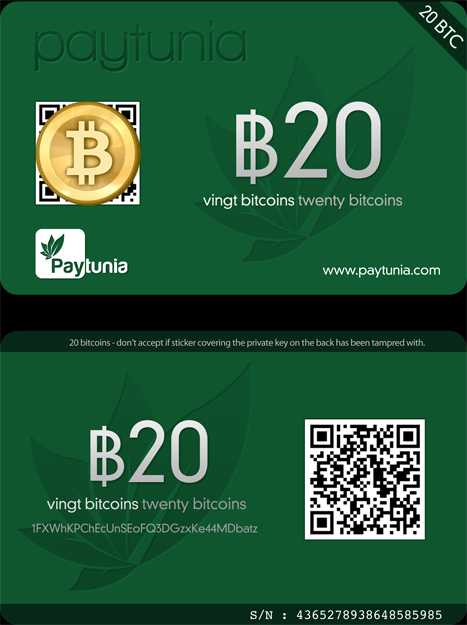 paytunia
20 BTC
฿20
vingt bitcoins twenty bitcoins
Paytunia
www.paytunia.com
20 bitcoins - don't accept if sticker covering the private key on the back has been tampred with.
฿20
vingt bitcoins twenty bitcoins
1FXWhKPChEcUnSEoFQ3DGzxKe44MDbatz
S/N : 4365278938648585985